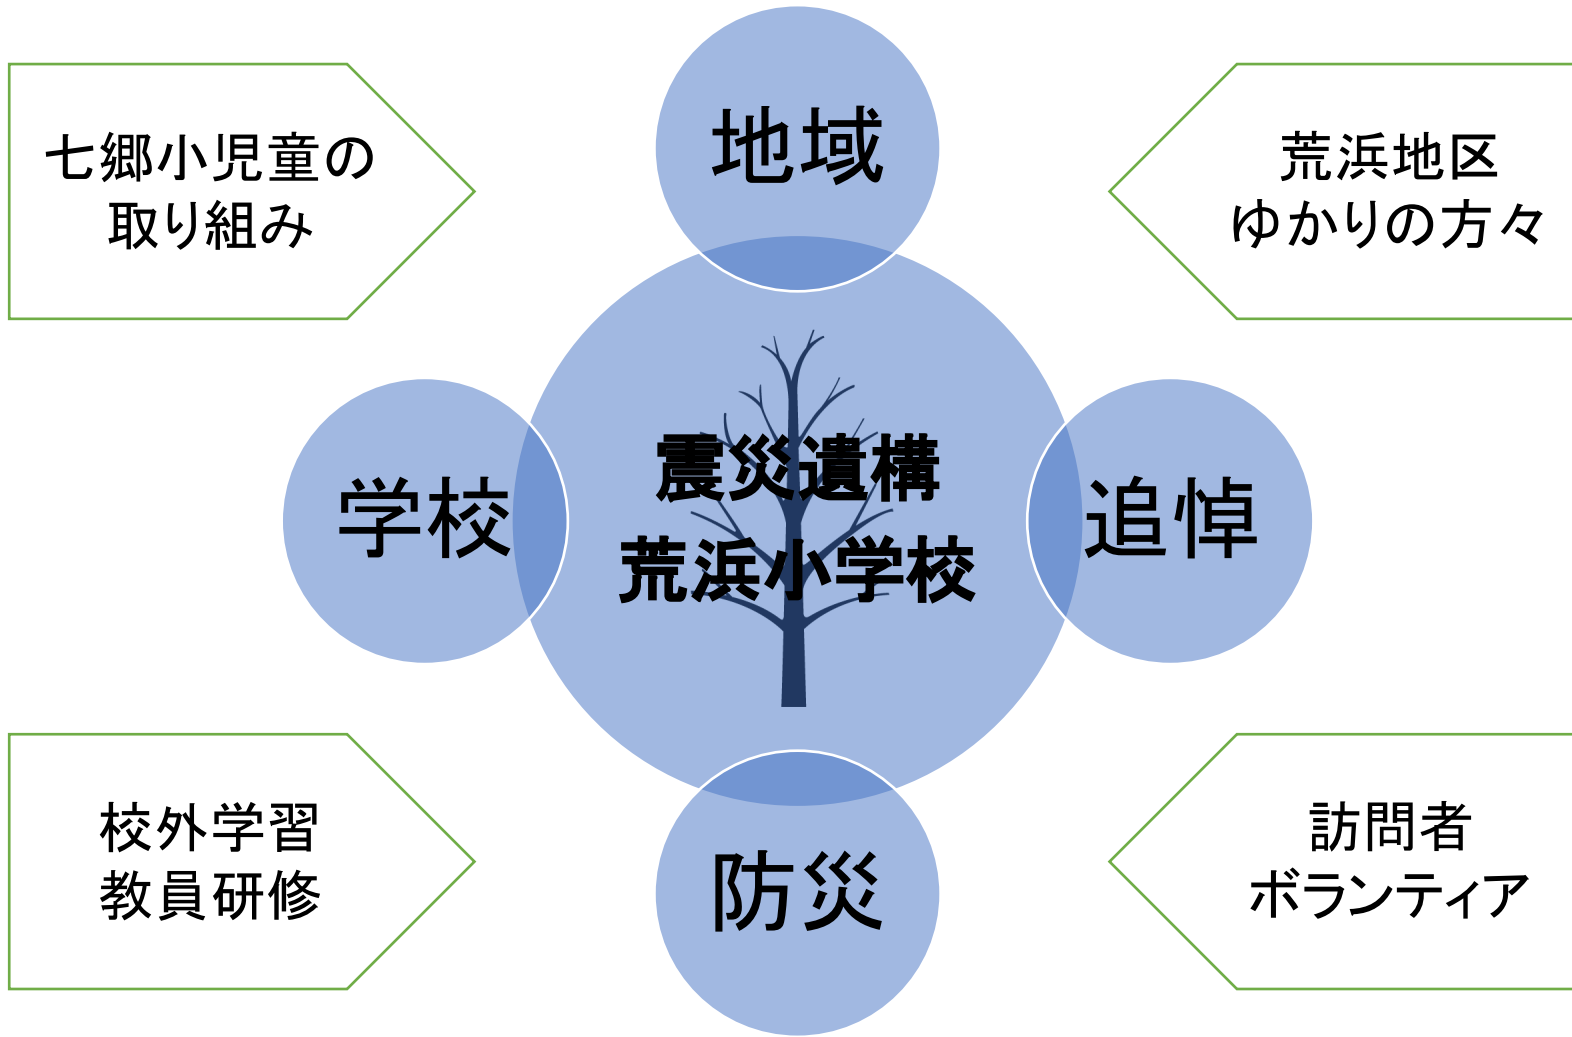 地域
七郷小児童の
取り組み
荒浜地区
ゆかりの方々
学校
震災遺構
荒浜小学校
追悼
校外学習
教員研修
防災
訪問者
ボランティア